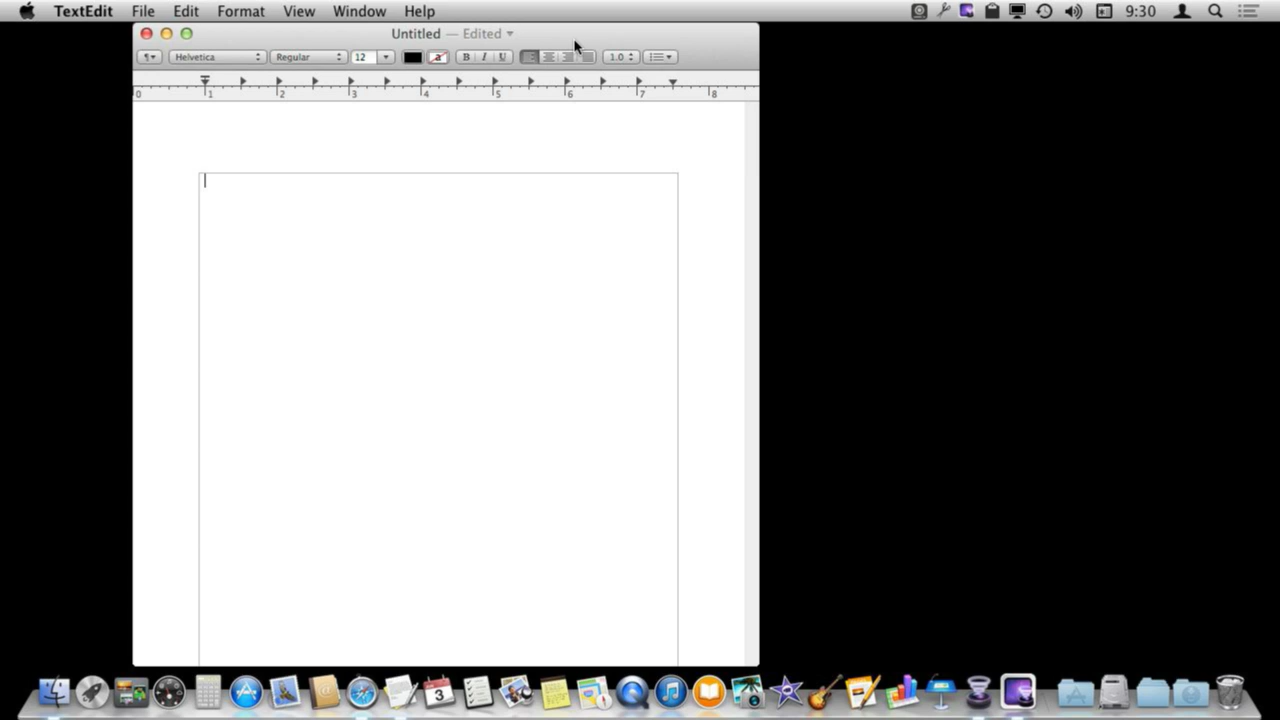 TextEdit File Edit Format View Window Help 9:30
Untitled — Edited
Helvetica Regular 12 a B I U 1.0
0 1 2 3 4 5 6 7 8
3